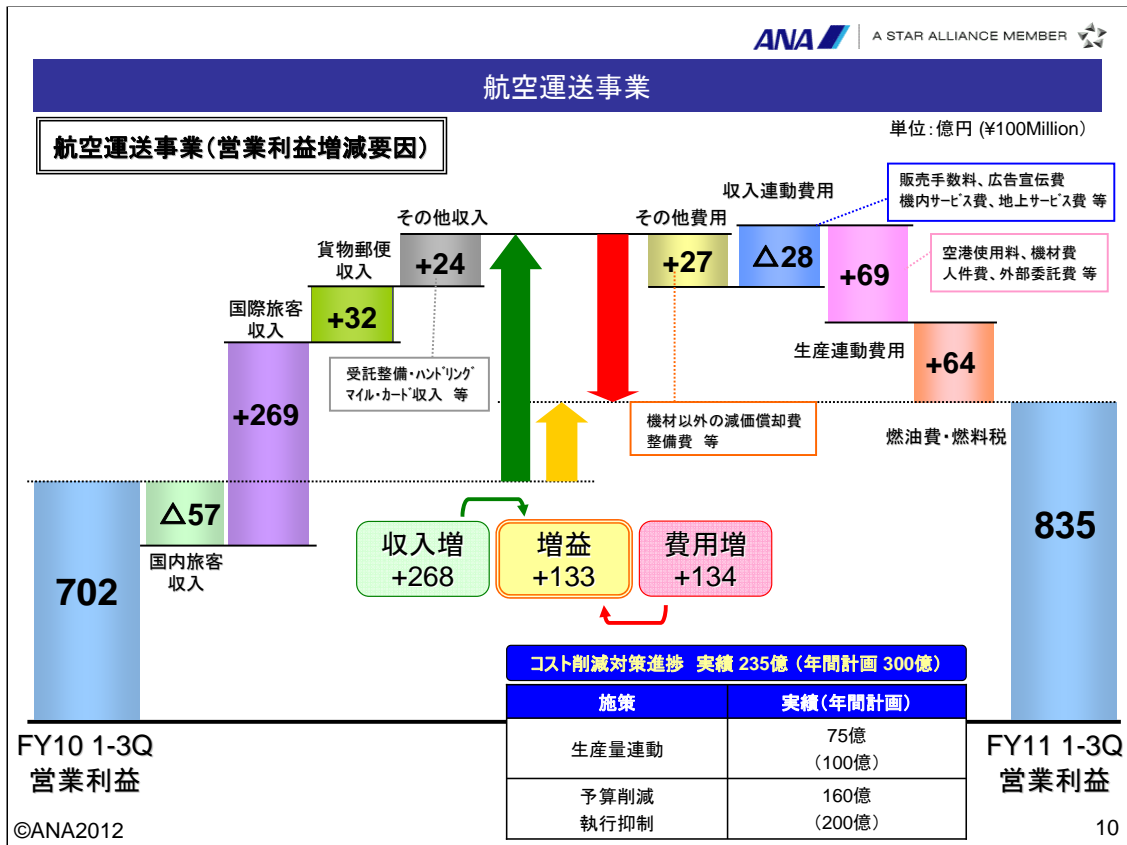 ANA
A STAR ALLIANCE MEMBER
航空運送事業
航空運送事業（営業利益増減要因）
単位：億円 (¥100Million）
702
△57
国内旅客
収入
国際旅客
収入
+269
貨物郵便
収入
+32
その他収入
+24
受託整備・ﾊﾝﾄﾞﾘﾝｸﾞ
ﾏｲﾙ・ｶｰﾄﾞ収入 等
その他費用
+27
機材以外の減価償却費
整備費 等
収入連動費用
△28
販売手数料、広告宣伝費
機内ｻｰﾋﾞｽ費、地上ｻｰﾋﾞｽ費 等
+69
生産連動費用
空港使用料、機材費
人件費、外部委託費 等
+64
燃油費・燃料税
835
収入増
+268
増益
+133
費用増
+134
コスト削減対策進捗 実績 235億 （年間計画 300億）
施策
実績（年間計画）
生産量連動
75億
（100億）
予算削減
執行抑制
160億
（200億）
FY10 1-3Q
営業利益
FY11 1-3Q
営業利益
©ANA2012
10